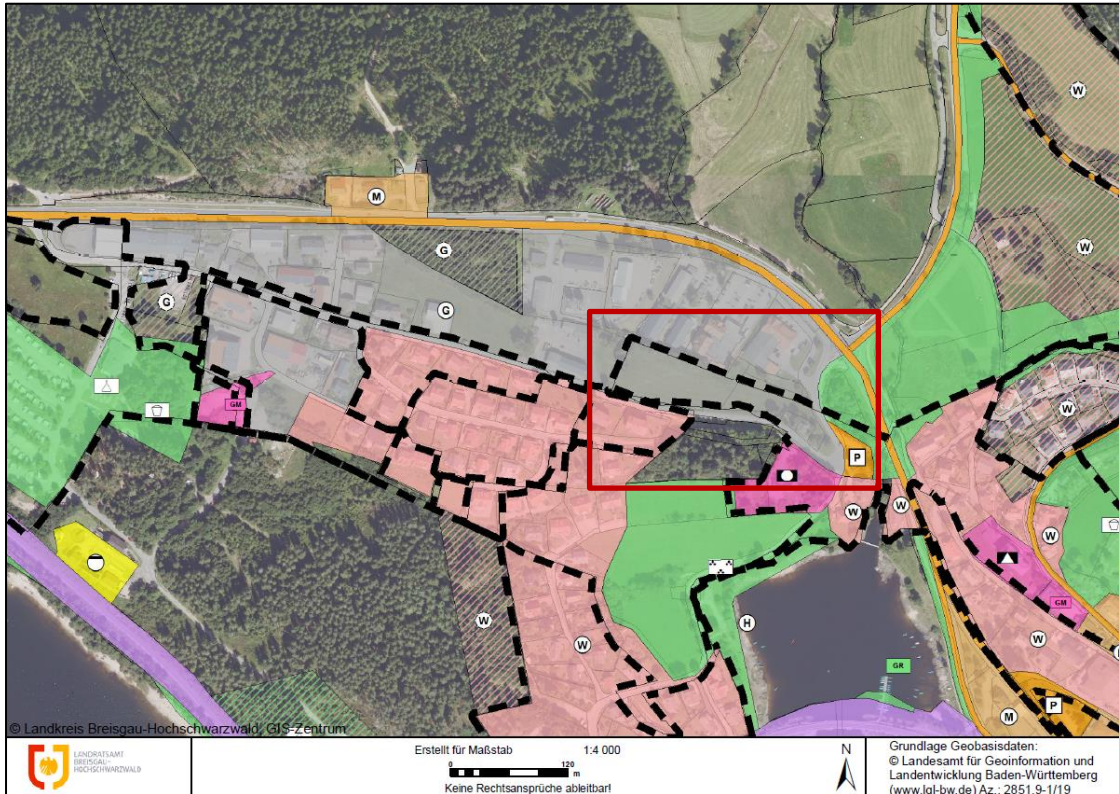 M
W
W
G
G
G
GM
P
W
W
W
W
GM
W
W
H
GR
W
P
M
© Landkreis Breisgau-Hochschwarzwald, GIS-Zentrum
LANDRATSAMT
BREISGAU-
HOCHSCHWARZWALD
Erstellt für Maßstab 1:4 000
0 120
m
Keine Rechtsansprüche ableitbar!
N
Grundlage Geobasisdaten:
© Landesamt für Geoinformation und
Landentwicklung Baden-Württemberg
(www.lgl-bw.de) Az.: 2851.9-1/19